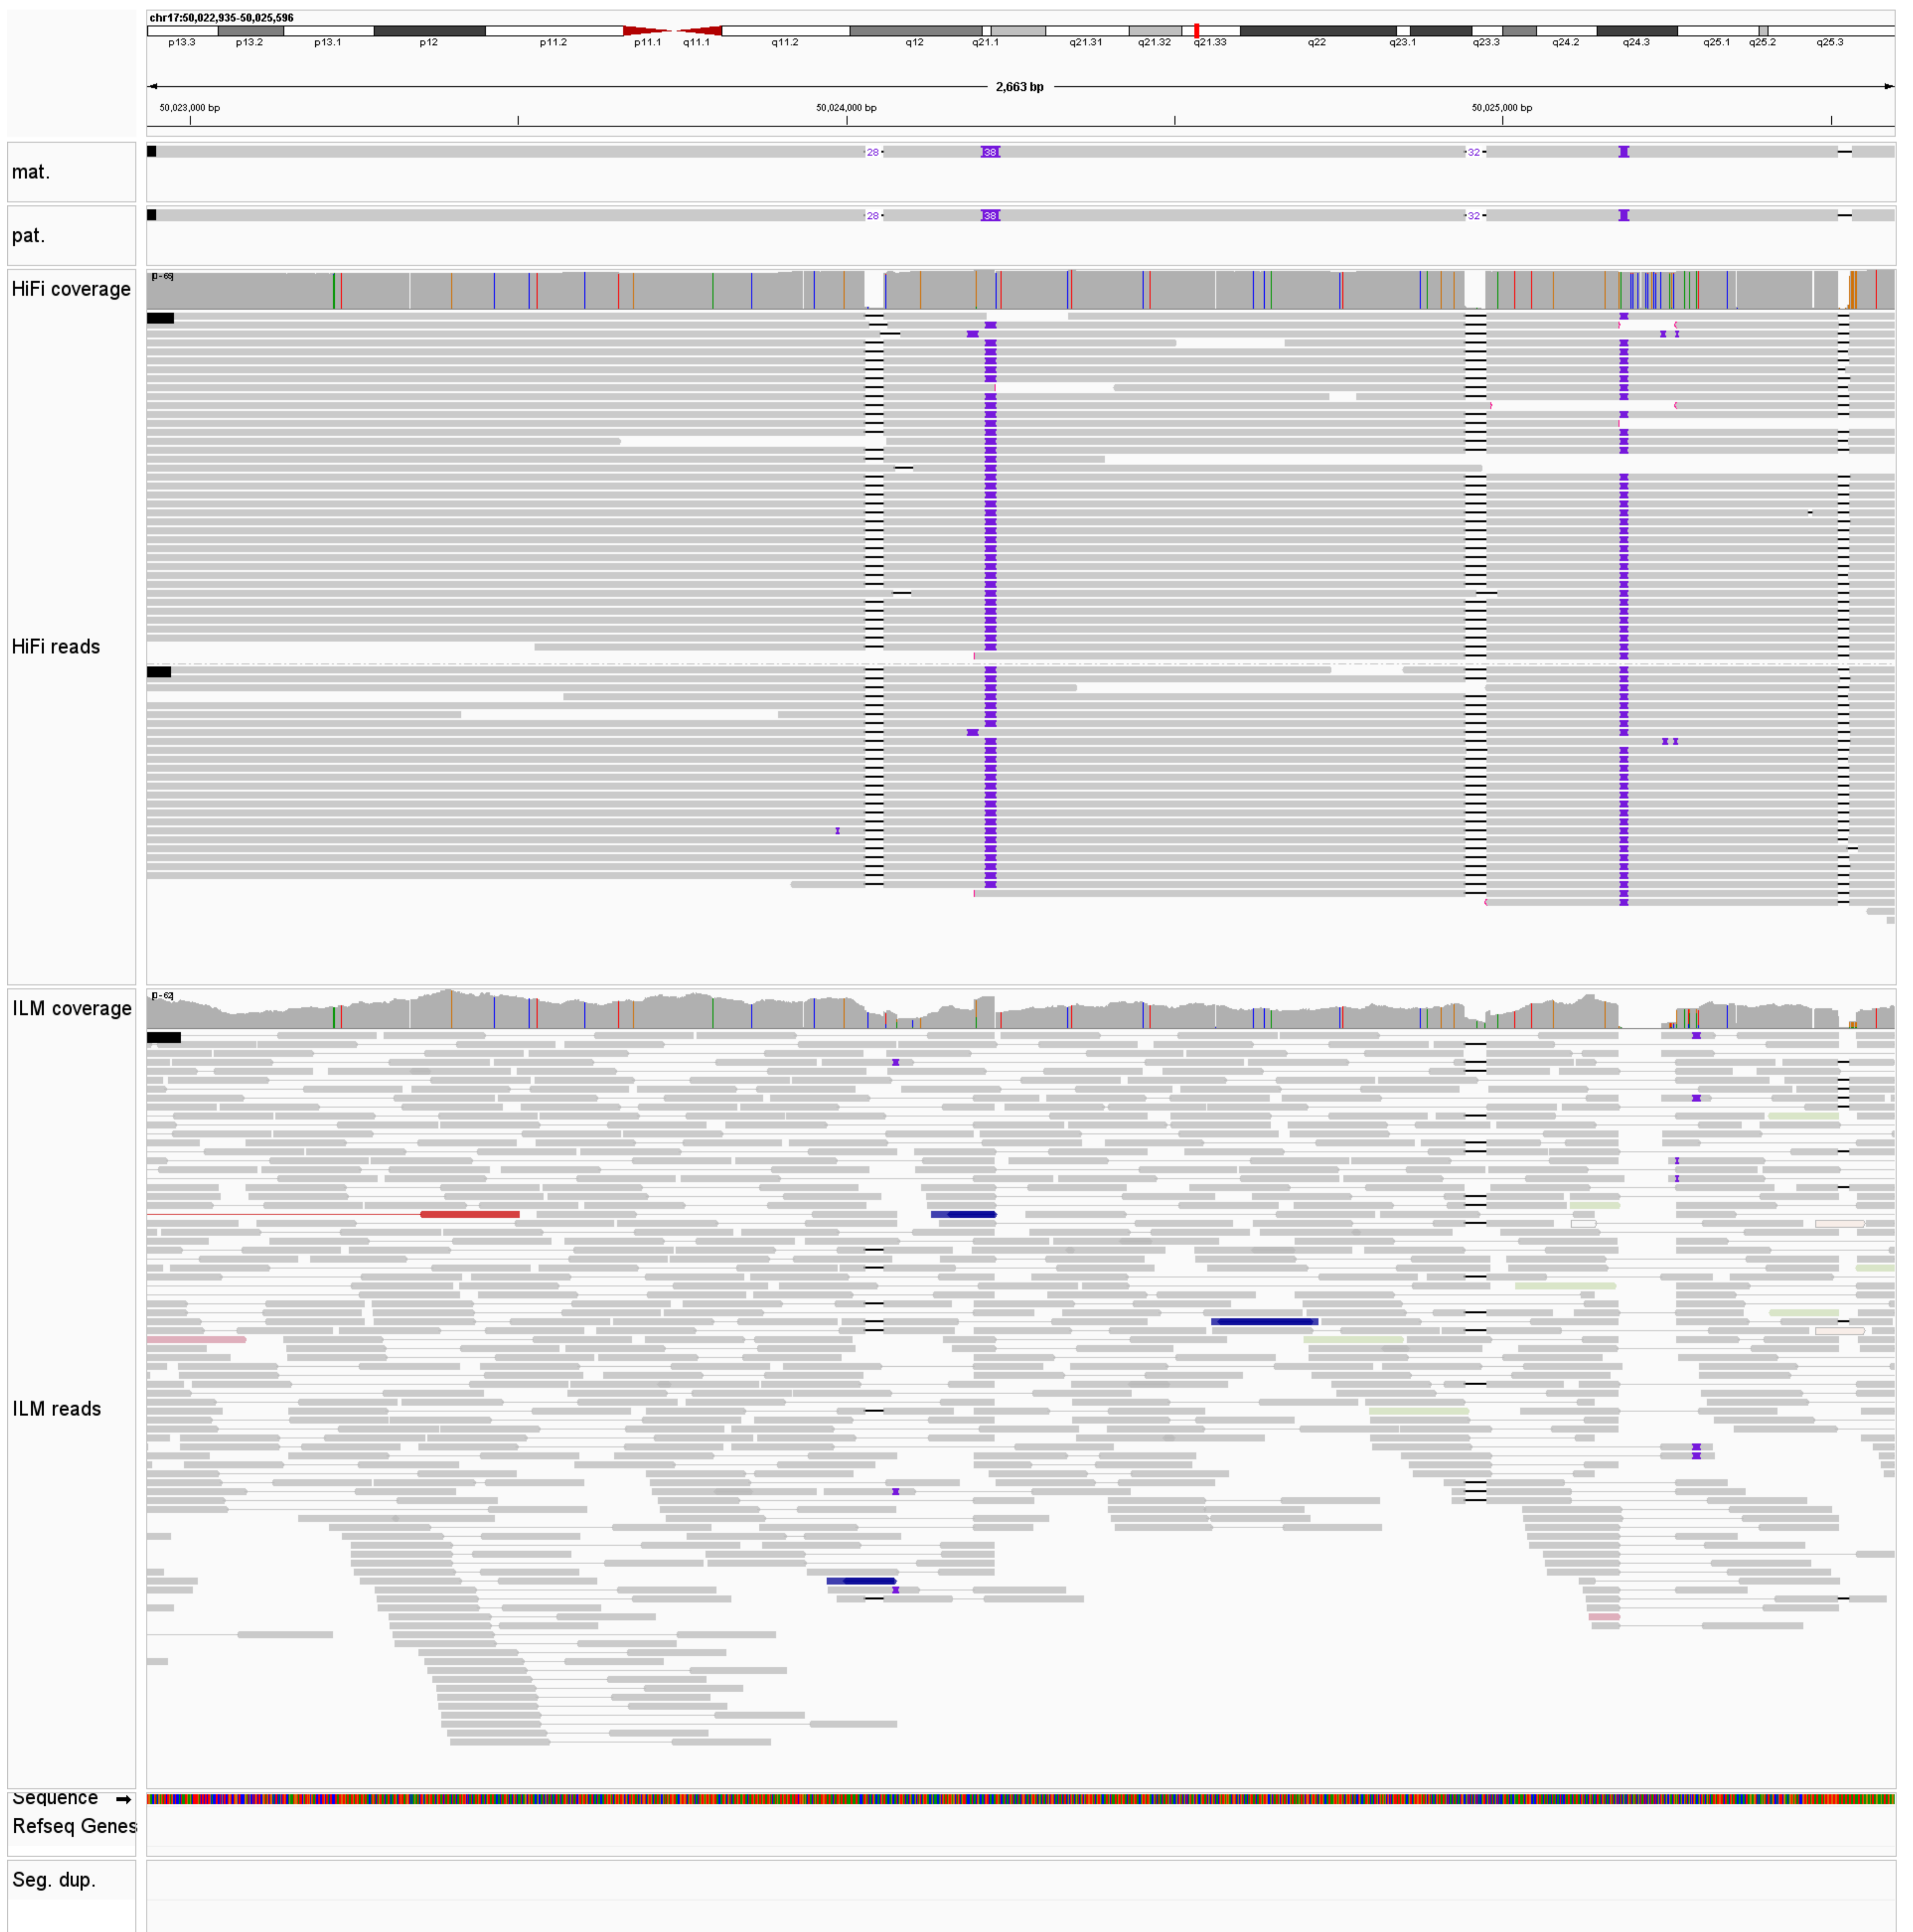 chr17:50,022,935-50,025,596
p13.3 p13.2 p13.1 p12 p11.2 p11.1 q11.1 q11.2 q12 q21.1 q21.31 q21.32 q21.33 q22 q23.1 q23.3 q24.2 q24.3 q25.1 q25.2 q25.3
2,663 bp
50,023,000 bp 50,024,000 bp 50,025,000 bp
mat. 28 38 32
pat. 28 38 32
[0 - 65]
HiFi coverage
HiFi reads
[0 - 62]
ILM coverage
ILM reads
Sequence
Refseq Genes
Seg. dup.